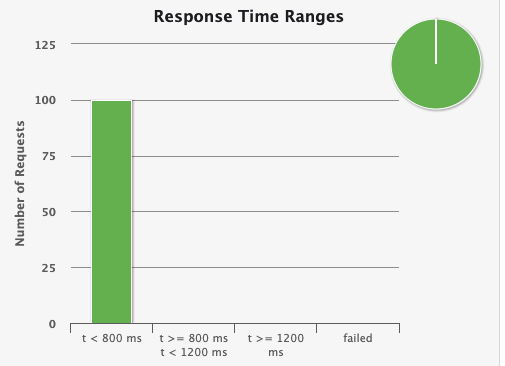 Response Time Ranges
Number of Requests
125
100
75
50
25
0
t < 800 ms
t >= 800 ms
t < 1200 ms
t >= 1200
ms
failed